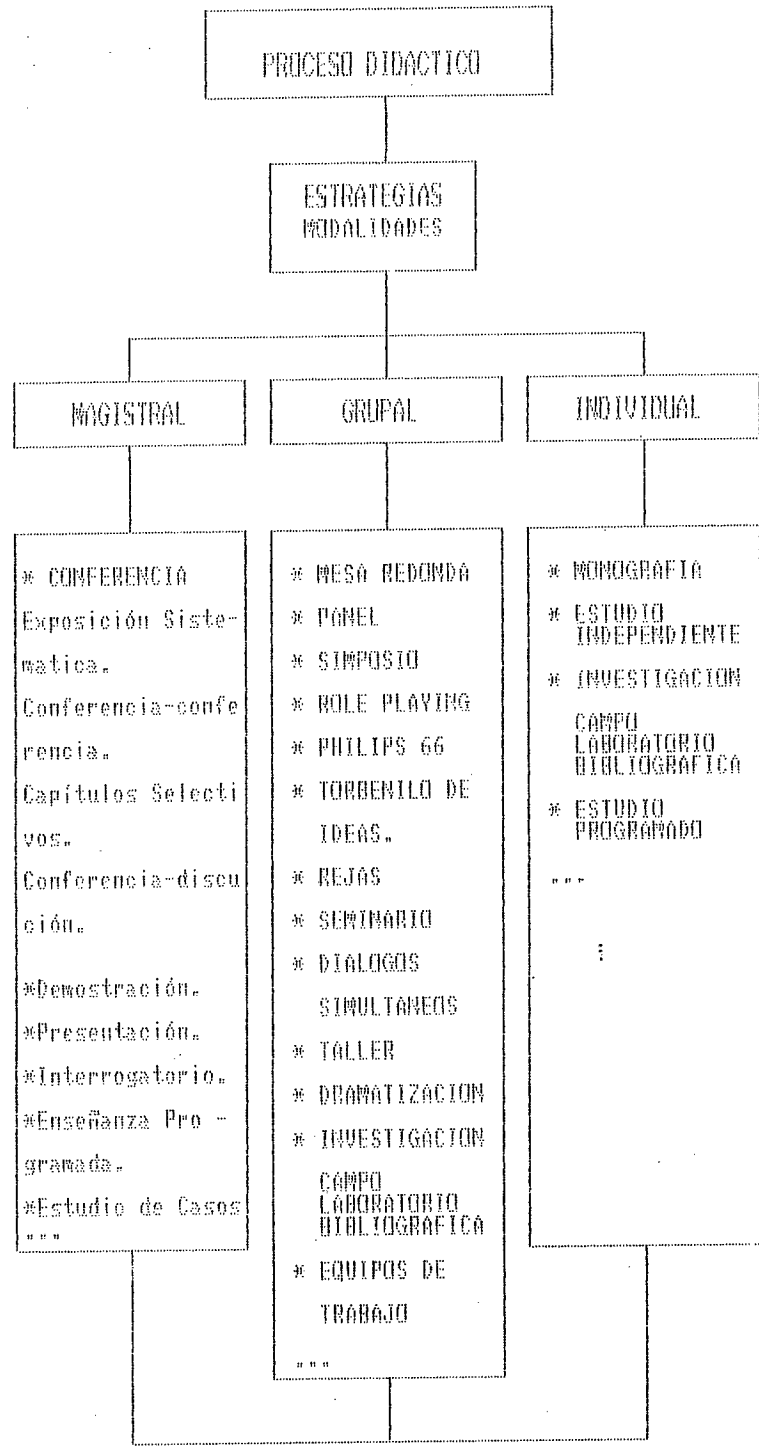 PROCESO DIDACTICO
ESTRATEGIAS
MODALIDADES
MAGISTRAL
GRUPAL
INDIVIDUAL
* CONFERENCIA
Exposición Siste-
matica.
Conferencia-confe
rencia.
Capítulos Selecti
vos.
Conferencia-discu
ción.
*Demostración.
*Presentación.
*Interrogatorio.
*Enseñanza Pro -
gramada.
*Estudio de Casos
"""
* MESA REDONDA
* PANEL
* SIMPOSIO
* ROLE PLAYING
* PHILIPS 66
* TORBENILO DE
IDEAS.
* REJAS
* SEMINARIO
* DIALOGOS
SIMULTANEOS
* TALLER
* DRAMATIZACION
* INVESTIGACION
CAMPO
LABORATORIO
BIBLIOGRAFICA
* EQUIPOS DE
TRABAJO
"""
* MONOGRAFIA
* ESTUDIO
INDEPENDIENTE
* INVESTIGACION
CAMPO
LABORATORIO
BIBLIOGRAFICA
* ESTUDIO
PROGRAMADO
"""